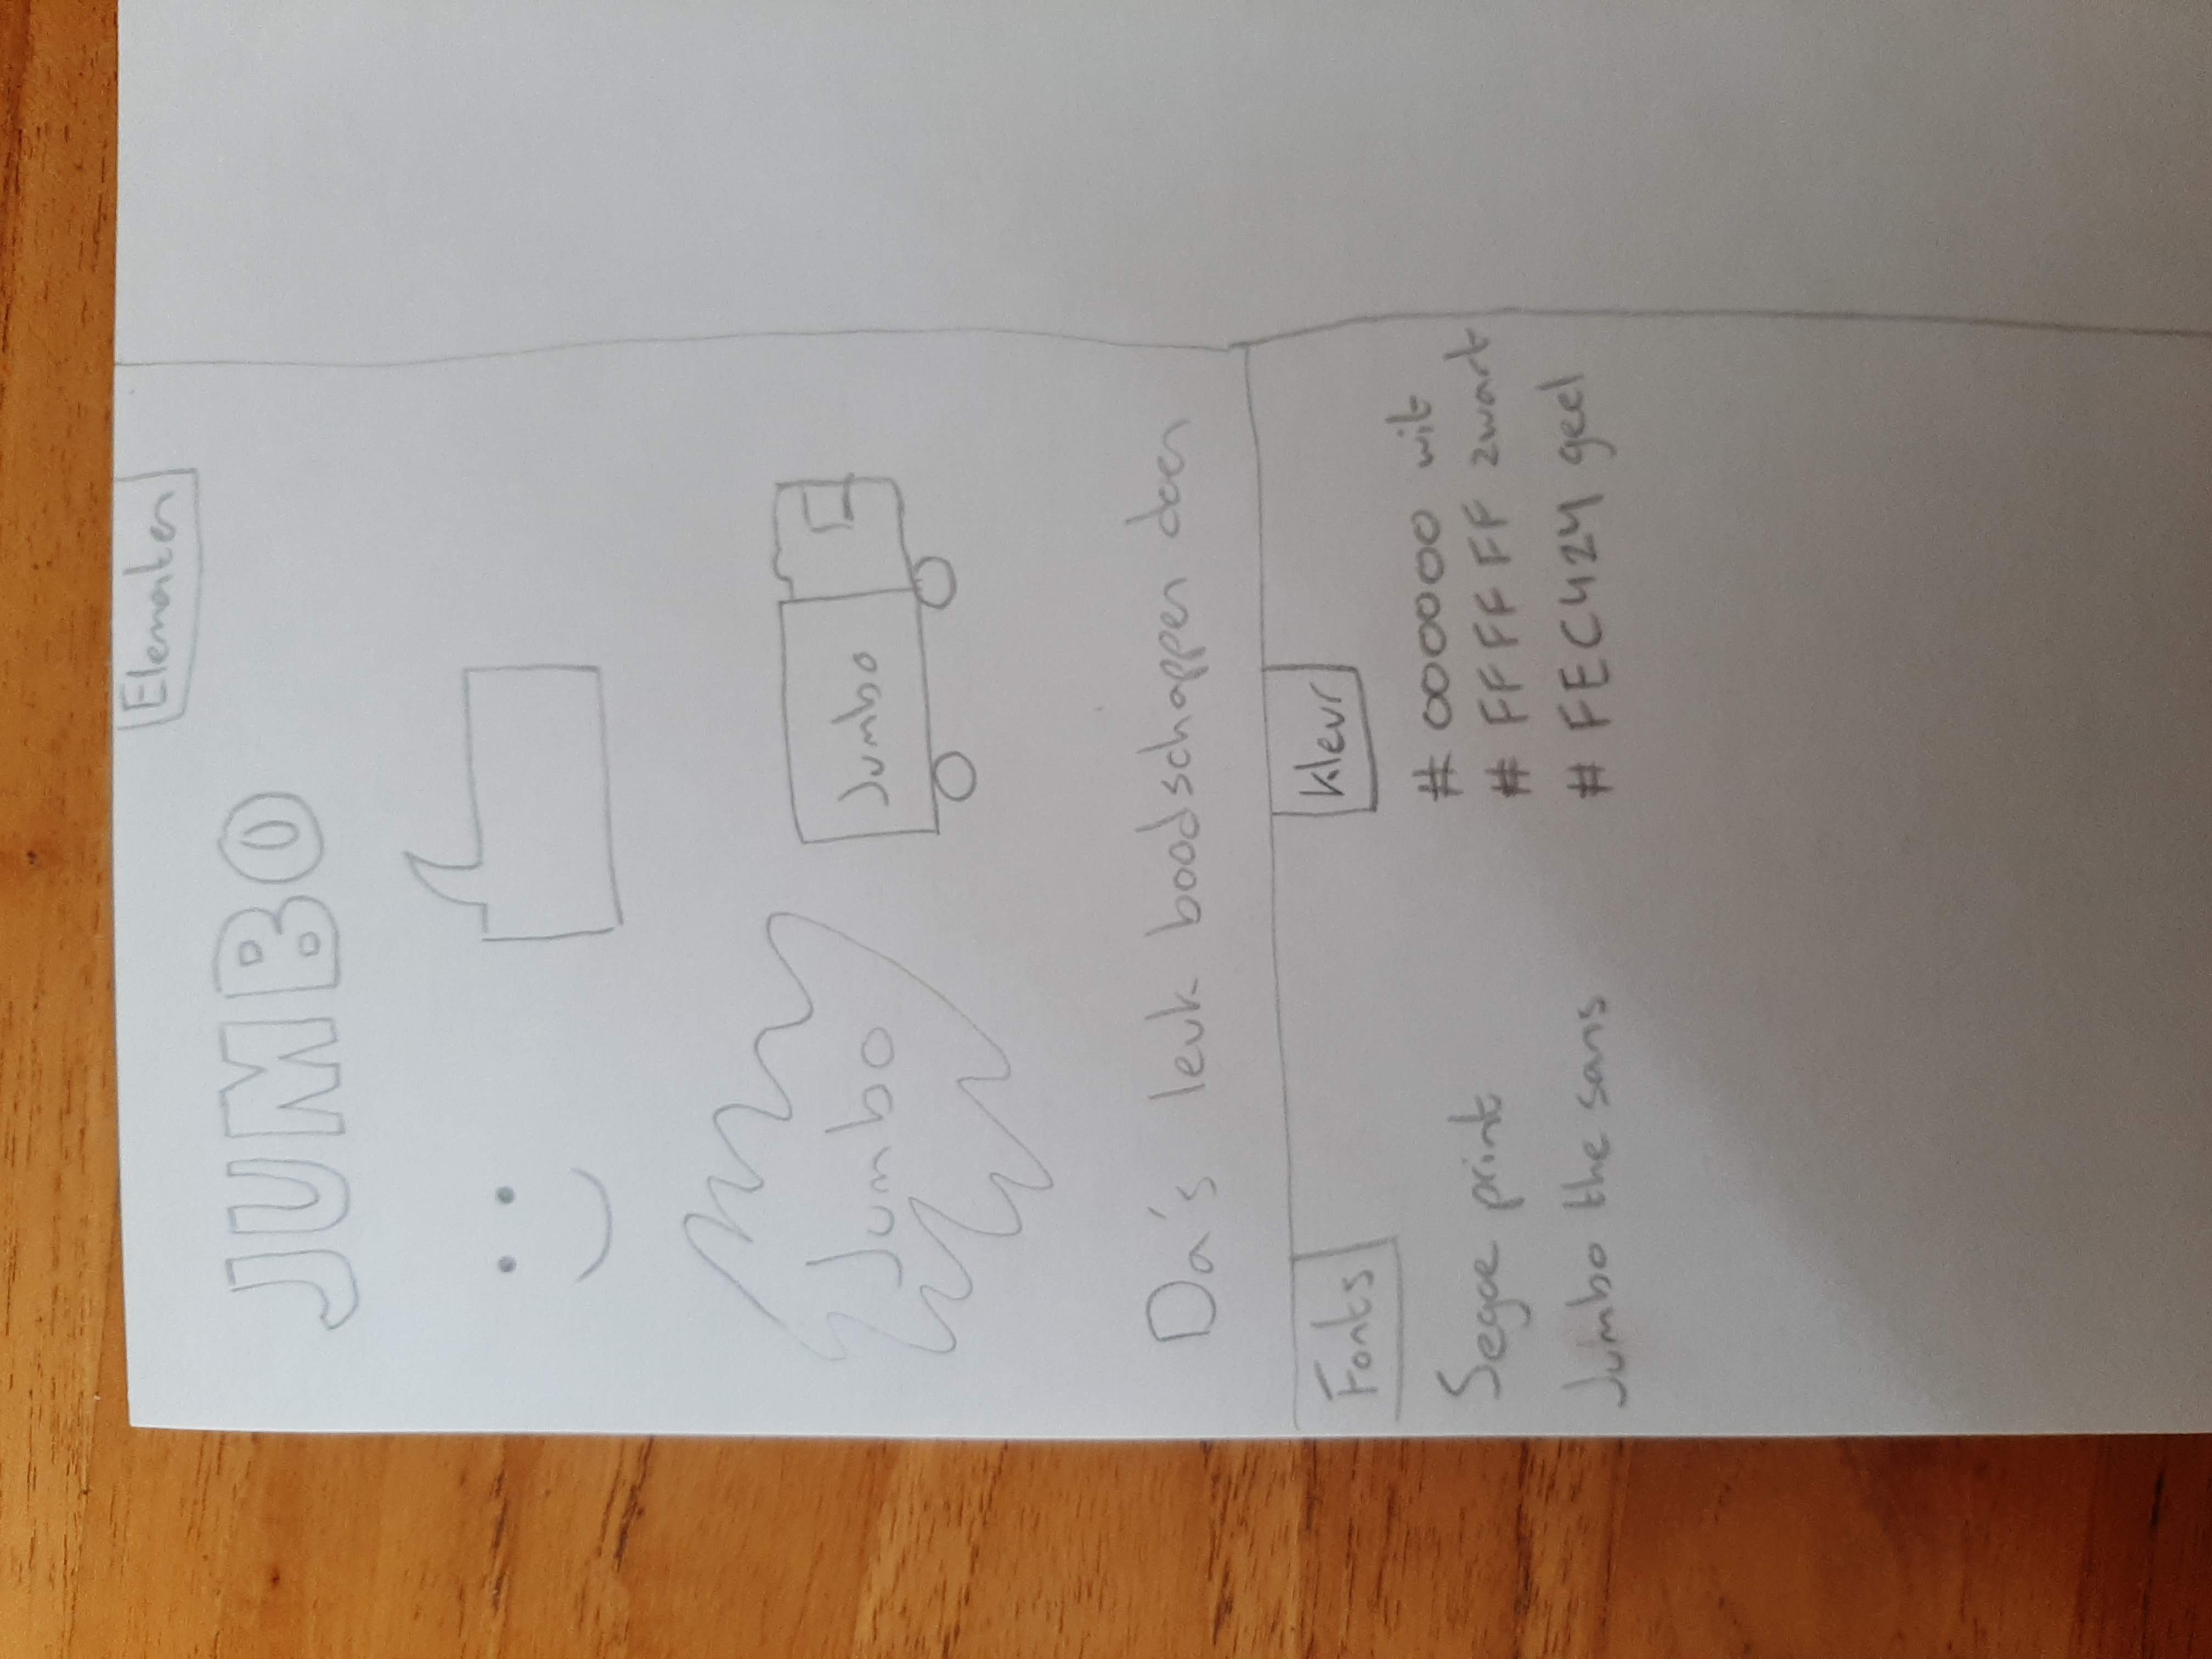 Elementen
JUMBO
Jumbo
Jumbo
Da's leuk boodschappen doen
Fonts
Segoe print
Jumbo the sans
Kleur
# 000000 wit
# FFFFFF zwart
# FEC424 geel